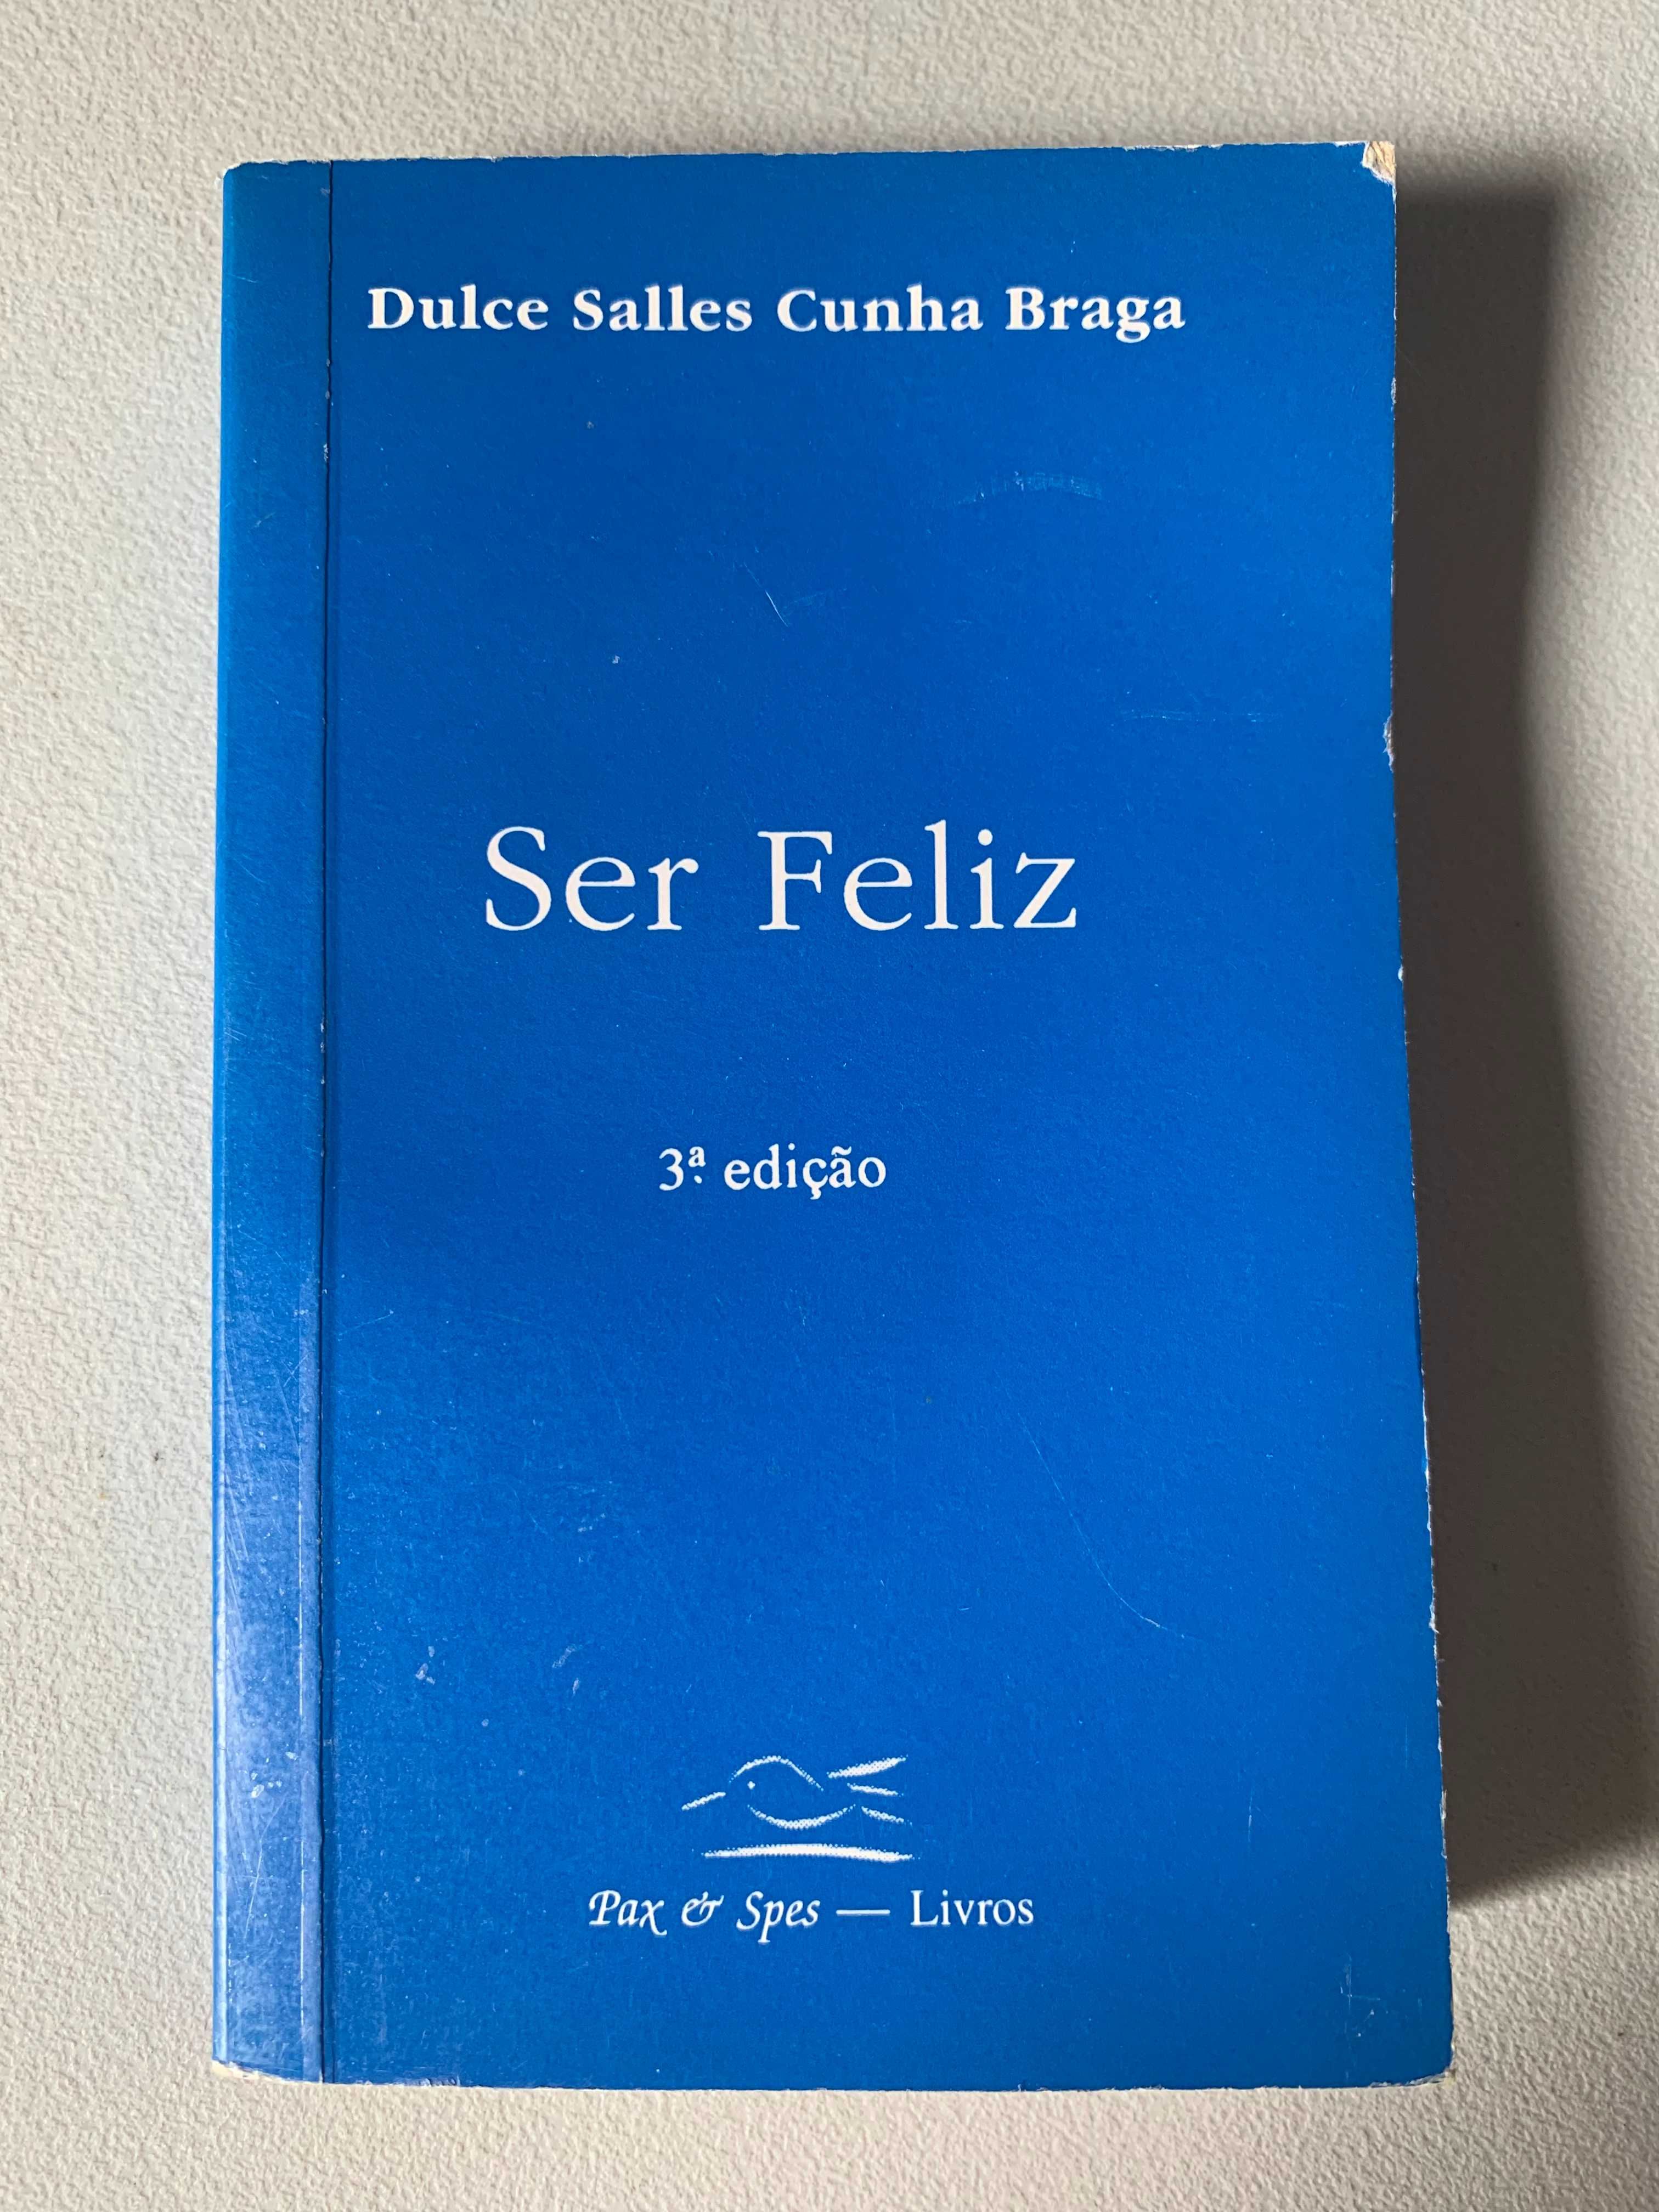 Dulce Salles Cunha Braga
Ser Feliz
3ª edição
Pax & Spes — Livros